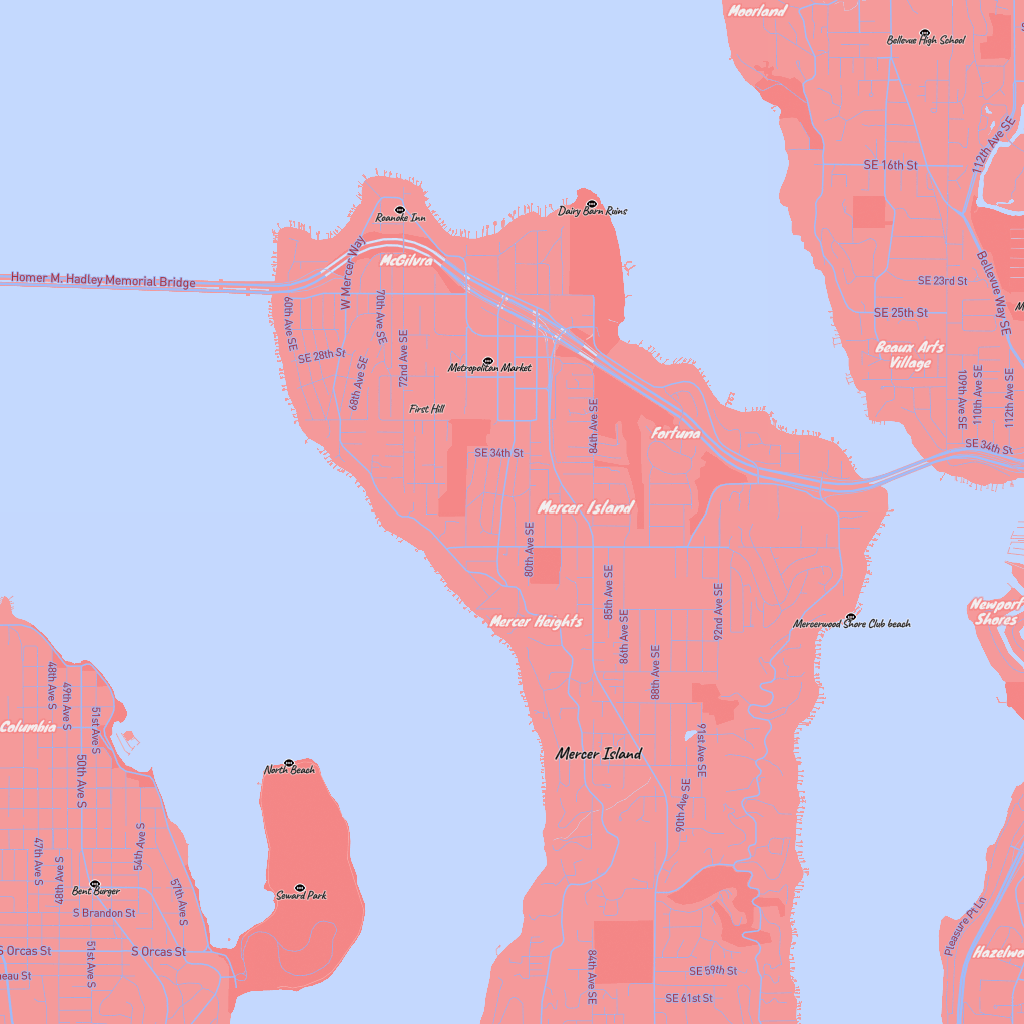 Moorland
Bellevue High School
112th Ave SE
SE 16th St
Roanoke Inn
Dairy Barn Ruins
McGilvra
W Mercer Way
Homer M. Hadley Memorial Bridge
Bellevue Way SE
SE 23rd St
SE 25th St
60th Ave SE
70th Ave SE
72nd Ave SE
SE 28th St
68th Ave SE
Metropolitan Market
Beaux Arts
Village
109th Ave SE
110th Ave SE
112th Ave SE
First Hill
84th Ave SE
Fortuna
SE 34th St
SE 34th St
Mercer Island
80th Ave SE
85th Ave SE
86th Ave SE
92nd Ave SE
Mercer Heights
Mercerwood Shore Club beach
Newport
Shores
88th Ave SE
48th Ave S
49th Ave S
51st Ave S
Columbia
50th Ave S
91st Ave SE
Mercer Island
North Beach
90th Ave SE
54th Ave S
47th Ave S
48th Ave S
57th Ave S
Bent Burger
Seward Park
S Brandon St
Pleasure Pt Ln
S Orcas St
S Orcas St
51st Ave S
84th Ave SE
SE 59th St
SE 61st St